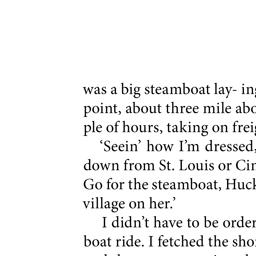 was a big steamboat lay- ing
point, about three mile abo
ple of hours, taking on frei
‘Seein’ how I’m dressed,
down from St. Louis or Cin
Go for the steamboat, Huck
village on her.’
I didn’t have to be order
boat ride. I fetched the sho